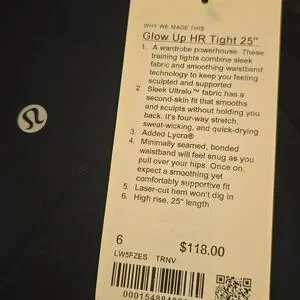 WHY WE MADE THIS
Glow Up HR Tight 25"
1. A wardrobe powerhouse. These
training tights combine sleek
fabric and smoothing waistband
technology to keep you feeling
sculpted and supported
2. Sleek Ultralu™ fabric has a
second-skin fit that smooths
and sculpts without holding you
back. It's four-way stretch,
sweat-wicking, and quick-drying
3. Added Lycra®
4. Minimally seamed, bonded
waistband will feel snug as you
pull over your hips. Once on,
expect a smoothing yet
comfortably supportive fit
5. Laser-cut hem won't dig in
6. High rise, 25" length
6 $118.00
LW5FZES TRNV